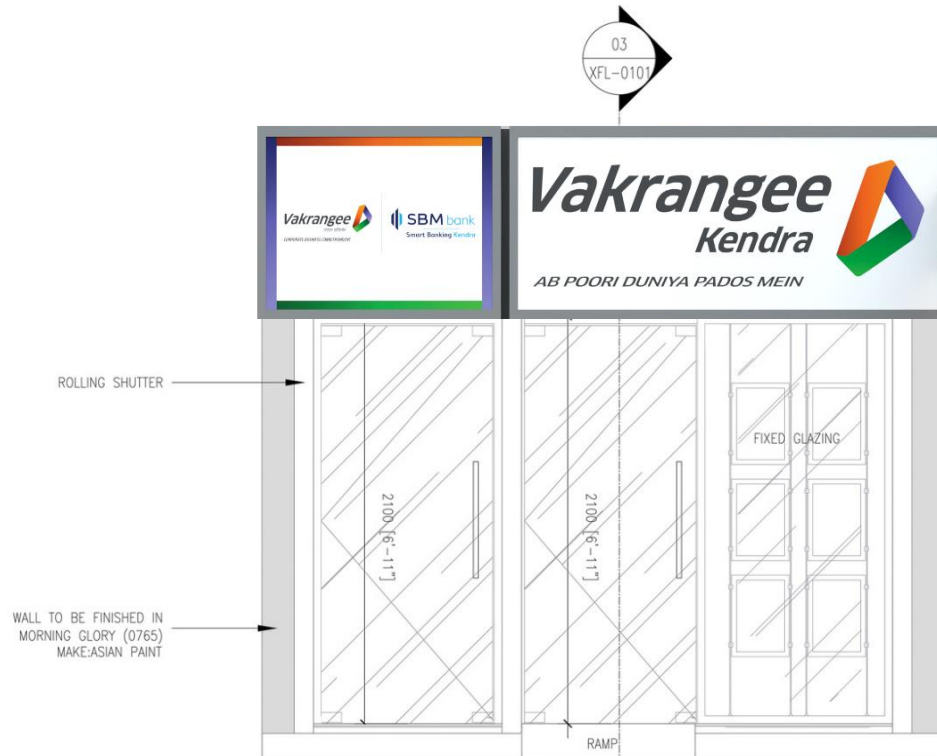 03
XFL-0101
Vakrangee
SBM bank
Smart Banking Kendra
Vakrangee
Kendra
AB POORI DUNIYA PADOS MEIN
ROLLING SHUTTER
FIXED GLAZING
2100 [6'-11"]
2100 [6'-11"]
WALL TO BE FINISHED IN
MORNING GLORY (0765)
MAKE:ASIAN PAINT
RAMP